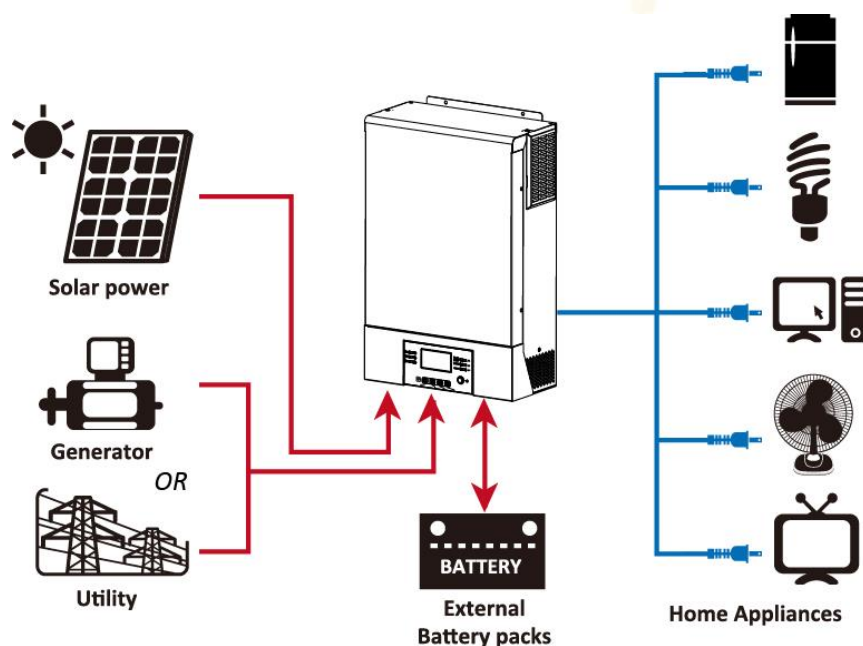 Solar power
Generator
OR
Utility
BATTERY
External
Battery packs
Home Appliances